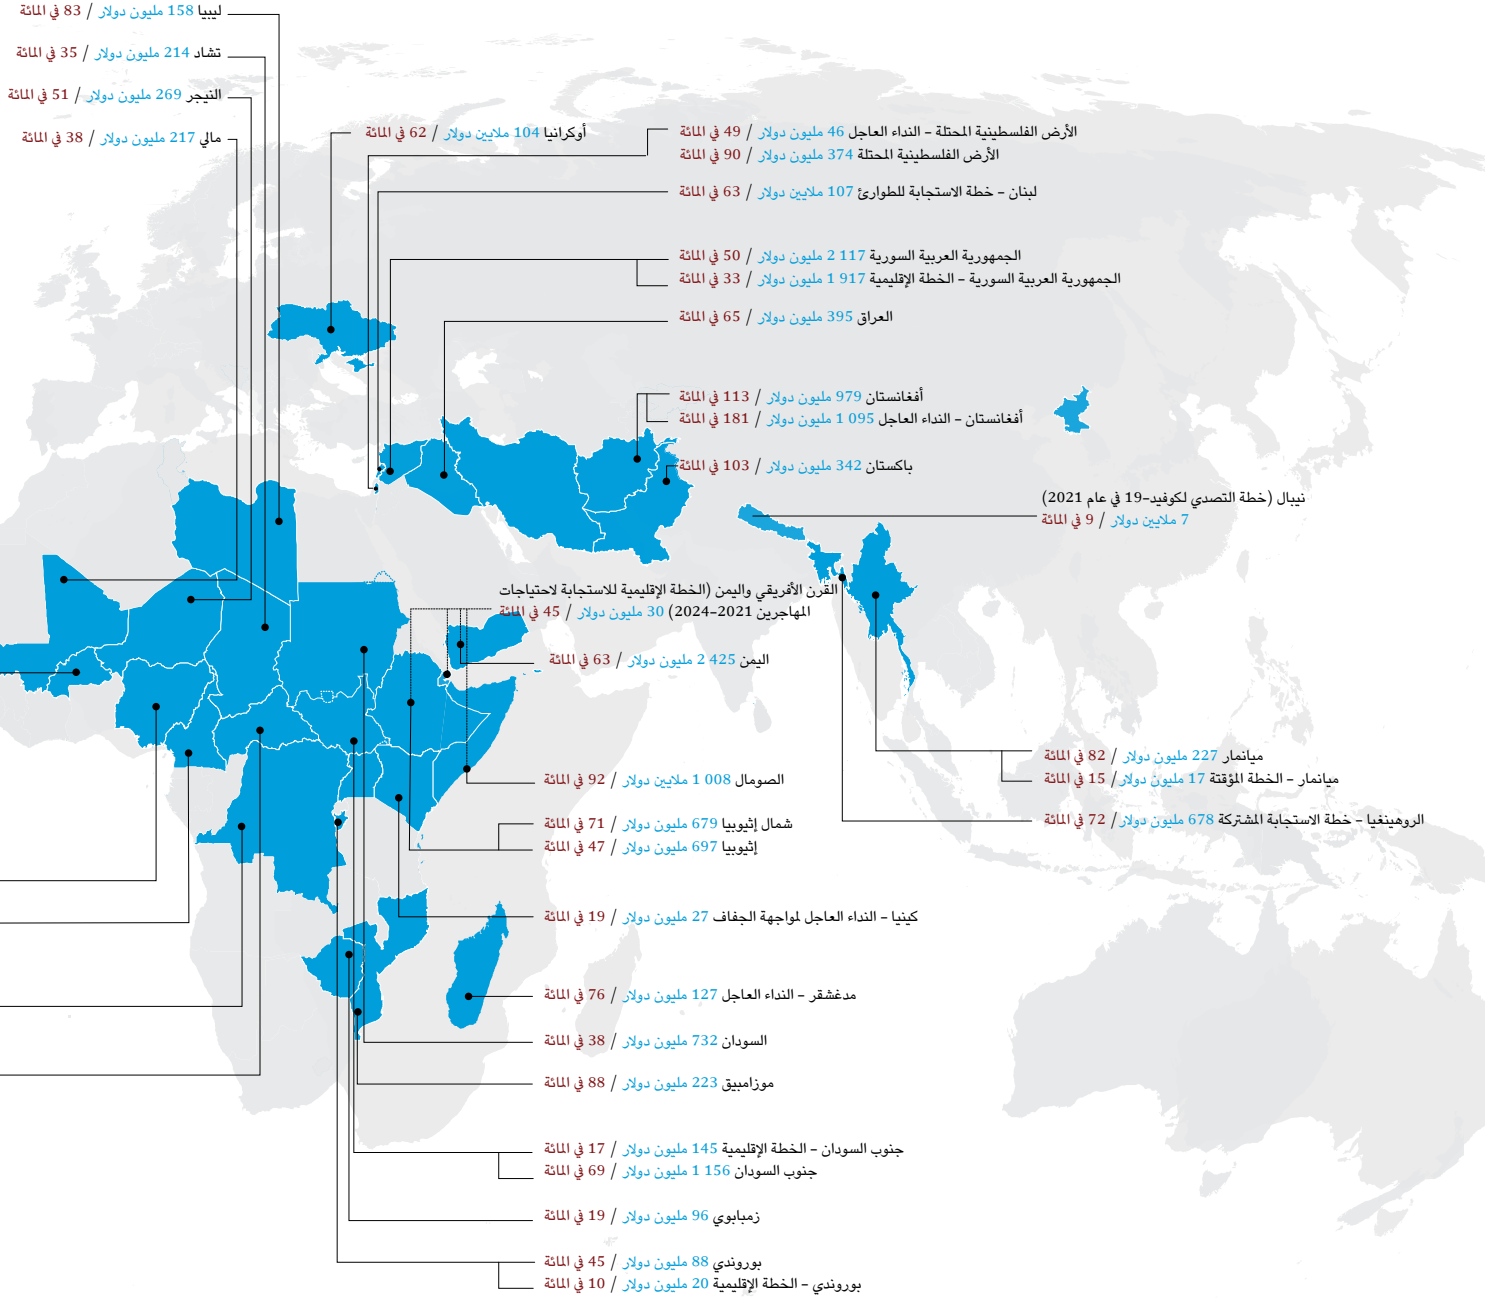 ليبيا 158 مليون دولار / 83 في المائة
تشاد 214 مليون دولار / 35 في المائة
النيجر 269 مليون دولار / 51 في المائة
مالي 217 مليون دولار / 38 في المائة
أوكرانيا 104 ملايين دولار / 62 في المائة
الأرض الفلسطينية المحتلة – النداء العاجل 46 مليون دولار / 49 في المائة
الأرض الفلسطينية المحتلة 374 مليون دولار / 90 في المائة
لبنان – خطة الاستجابة للطوارئ 107 ملايين دولار / 63 في المائة
الجمهورية العربية السورية 117 2 مليون دولار / 50 في المائة
الجمهورية العربية السورية – الخطة الإقليمية 917 1 مليون دولار / 33 في المائة
العراق 395 مليون دولار / 65 في المائة
أفغانستان 979 مليون دولار / 113 في المائة
أفغانستان – النداء العاجل 095 1 مليون دولار / 181 في المائة
باكستان 342 مليون دولار / 103 في المائة
نيبال (خطة التصدي لكوفيد-19 في عام 2021)
7 ملايين دولار / 9 في المائة
القرن الأفريقي واليمن (الخطة الإقليمية للاستجابة لاحتياجات
المهاجرين 2021–2024) 30 مليون دولار / 45 في المائة
اليمن 425 2 مليون دولار / 63 في المائة
ميانمار 227 مليون دولار / 82 في المائة
ميانمار – الخطة المؤقتة 17 مليون دولار/ 15 في المائة
الروهينغيا – خطة الاستجابة المشتركة 678 مليون دولار/ 72 في المائة
الصومال 008 1 ملايين دولار / 92 في المائة
شمال إثيوبيا 679 مليون دولار / 71 في المائة
إثيوبيا 697 مليون دولار / 47 في المائة
كينيا – النداء العاجل لمواجهة الجفاف 27 مليون دولار / 19 في المائة
مدغشقر – النداء العاجل 127 مليون دولار / 76 في المائة
السودان 732 مليون دولار / 38 في المائة
موزامبيق 223 مليون دولار / 88 في المائة
جنوب السودان – الخطة الإقليمية 145 مليون دولار / 17 في المائة
جنوب السودان 156 1 مليون دولار / 69 في المائة
زمبابوي 96 مليون دولار / 19 في المائة
بوروندي 88 مليون دولار / 45 في المائة
بوروندي – الخطة الإقليمية 20 مليون دولار / 10 في المائة